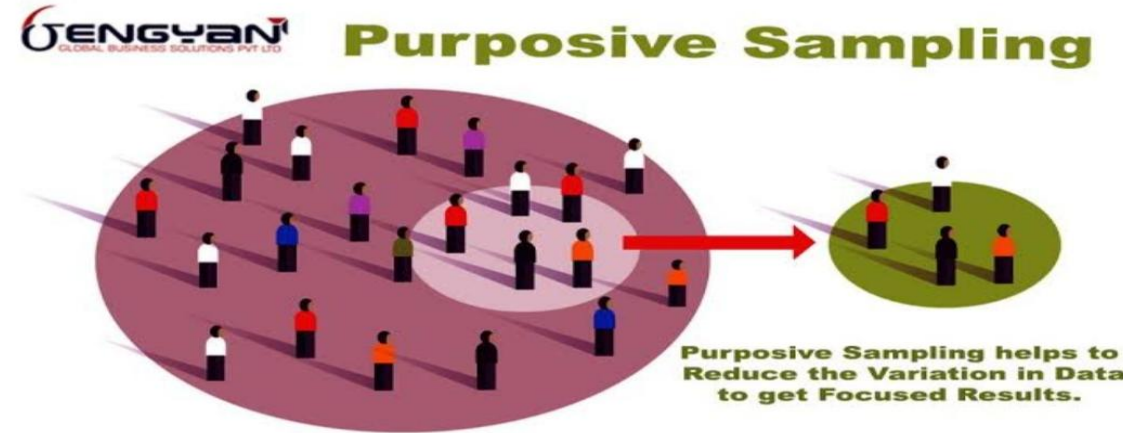 JENGYAN
GLOBAL BUSINESS SOLUTIONS PVT LTD
Purposive Sampling
Purposive Sampling helps to
Reduce the Variation in Data
to get Focused Results.